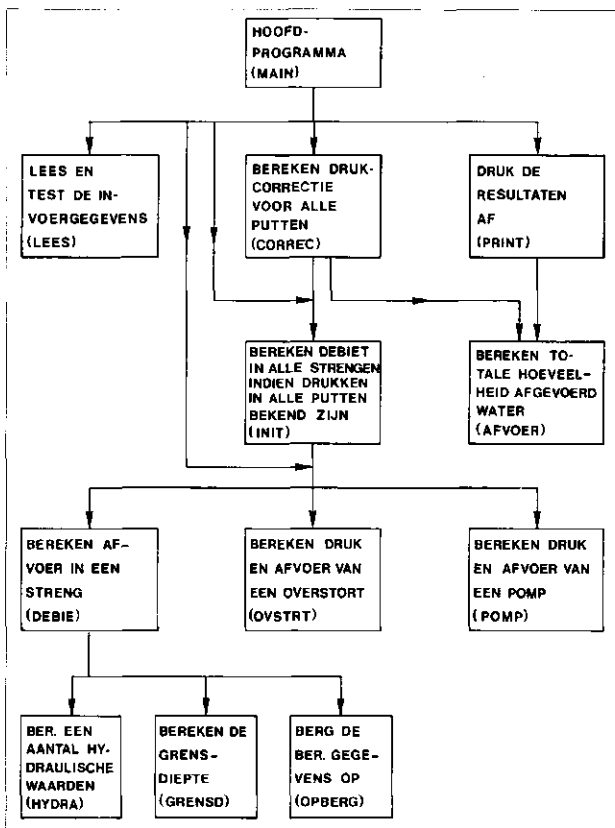 HOOFD-
PROGRAMMA
(MAIN)
LEES EN
TEST DE IN-
VOERGEGEVENS
(LEES)
BEREKEN DRUK-
CORRECTIE
VOOR ALLE
PUTTEN
(CORREC)
DRUK DE
RESULTATEN
AF
(PRINT)
BEREKEN DEBIET
IN ALLE STRENGEN
INDIEN DRUKKEN
IN ALLE PUTTEN
BEKEND ZIJN
(INIT)
BEREKEN TO-
TALE HOEVEEL-
HEID AFGEVOERD
WATER
(AFVOER)
BEREKEN AF-
VOER IN EEN
STRENG
(DEBIE)
BEREKEN DRUK
EN AFVOER VAN
EEN OVERSTORT
(OVSTRT)
BEREKEN DRUK
EN AFVOER VAN
EEN POMP
(POMP)
BER. EEN
AANTAL HY-
DRAULISCHE
WAARDEN
(HYDRA)
BEREKEN DE
GRENS-
DIEPTE
(GRENSD)
BERG DE
BER. GEGE-
VENS OP
(OPBERG)